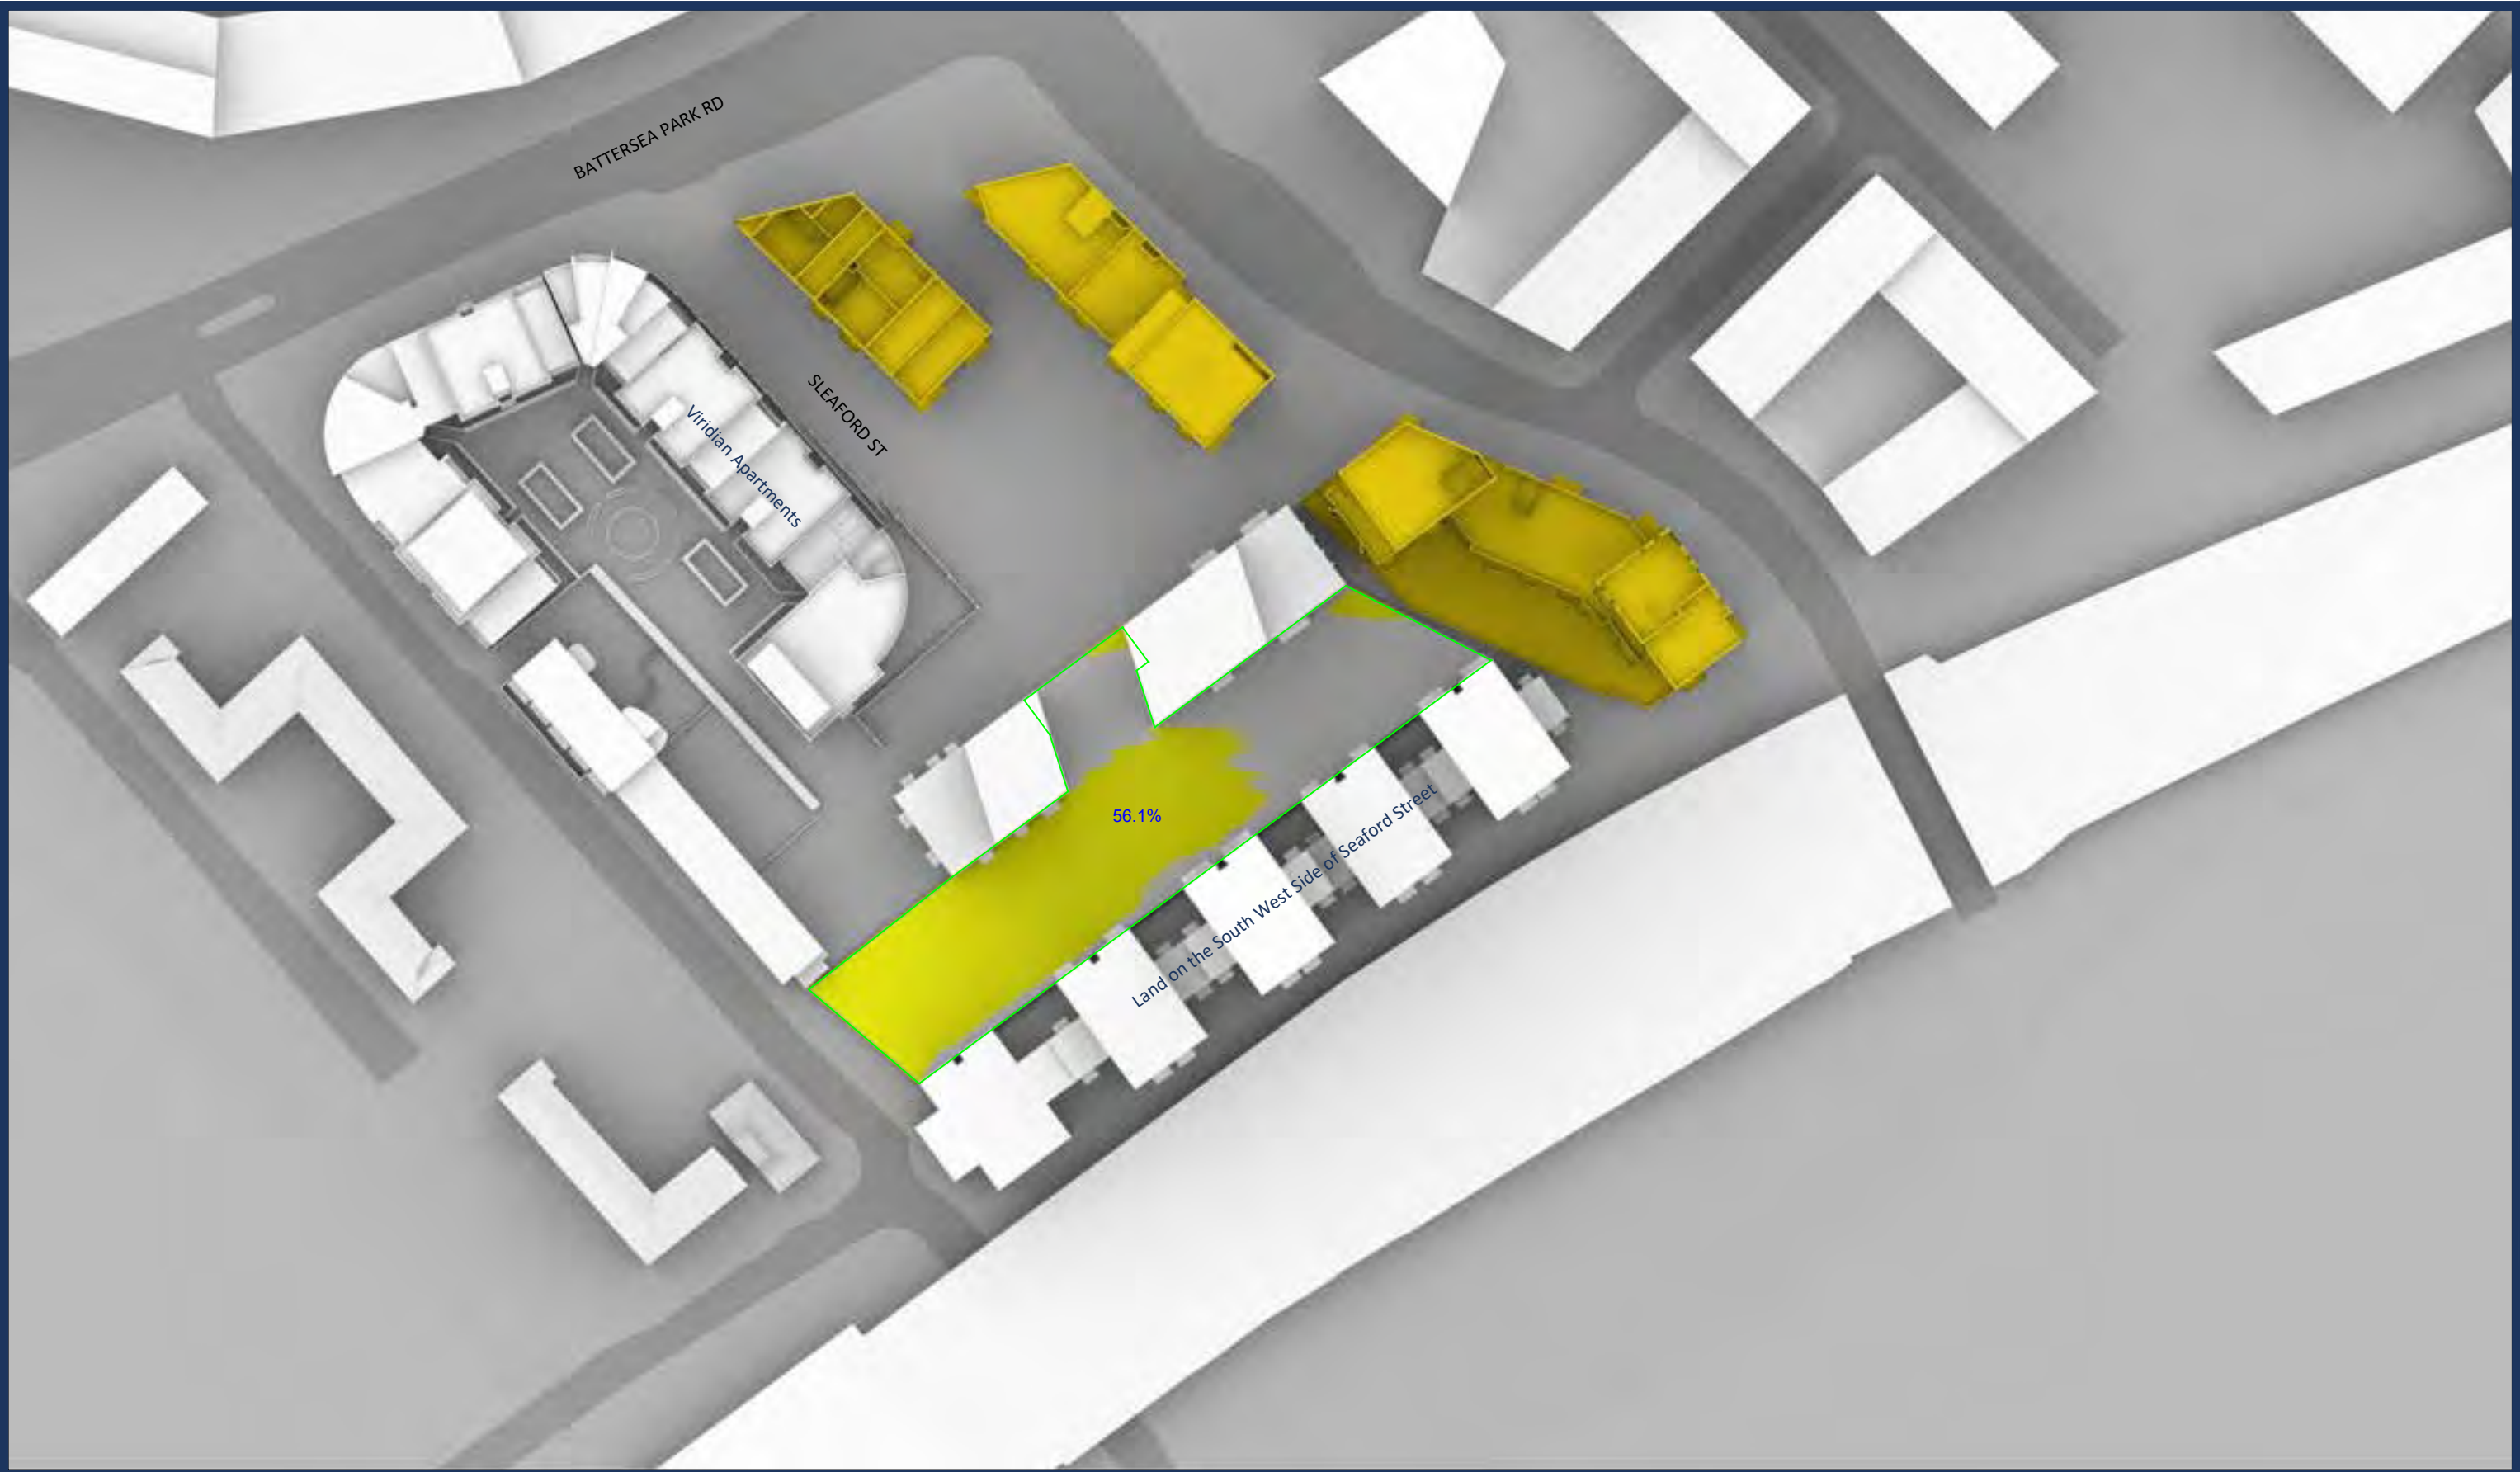 BATTERSEA PARK RD
SLEAFORD ST
Viridian Apartments
56.1%
Land on the South West Side of Seaford Street